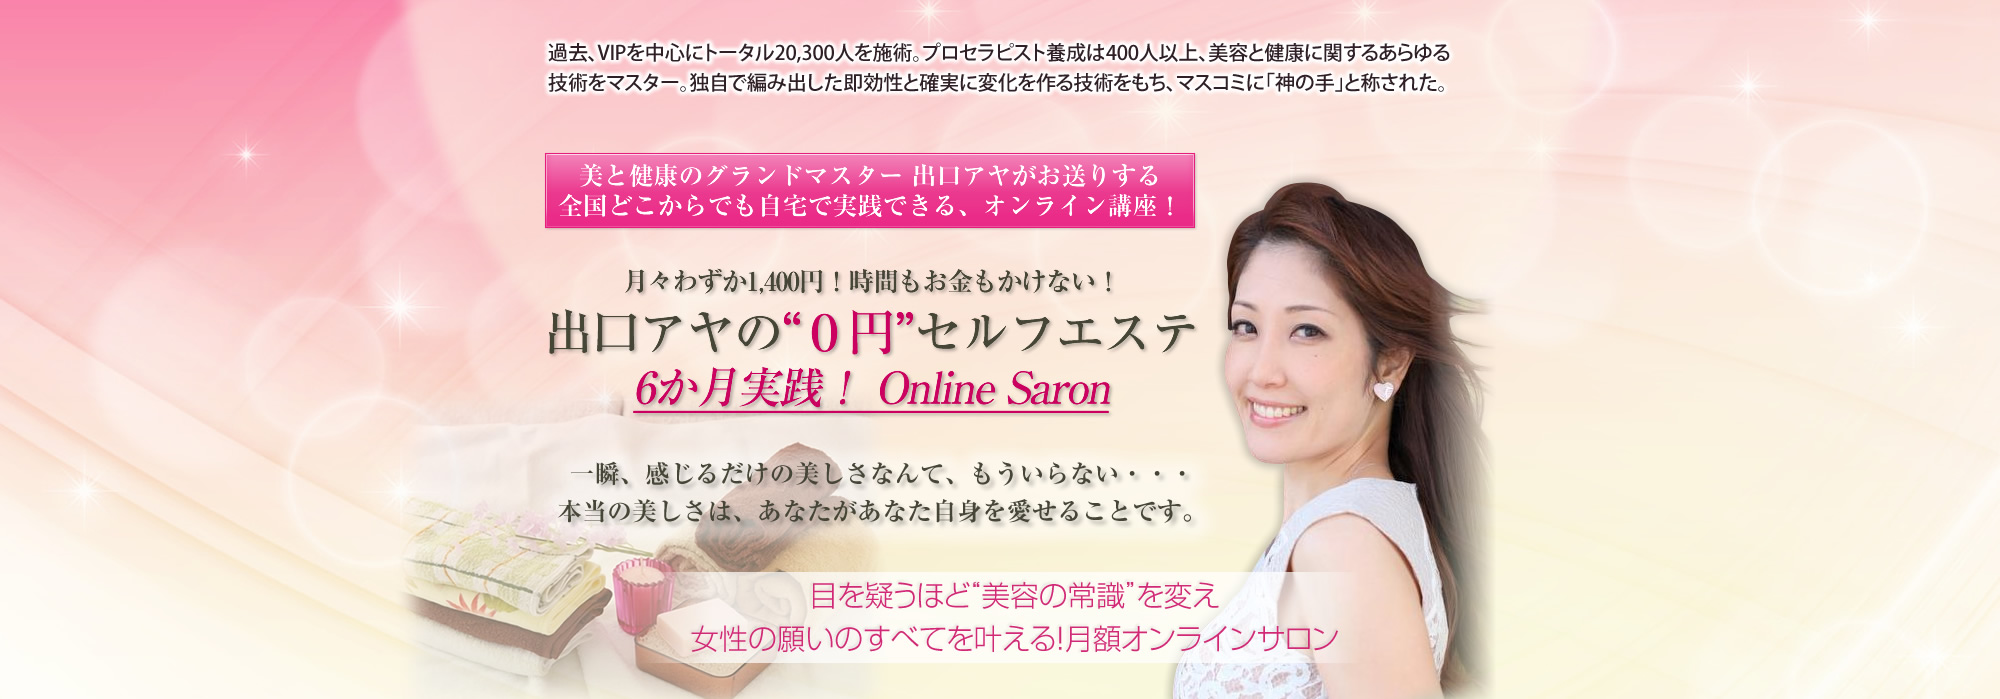 過去、VIPを中心にトータル20,300人を施術。プロセラピスト養成は400人以上、美容と健康に関するあらゆる
技術をマスター。独自で編み出した即効性と確実に変化を作る技術をもち、マスコミに「神の手」と称された。
美と健康のグランドマスター 出口アヤがお送りする
全国どこからでも自宅で実践できる、オンライン講座！
月々わずか1,400円！時間もお金もかけない！
出口アヤの“０円”セルフエステ
6か月実践！ Online Saron
一瞬、感じるだけの美しさなんて、もういらない・・・
本当の美しさは、あなたがあなた自身を愛せることです。
目を疑うほど“美容の常識”を変え
女性の願いのすべてを叶える!月額オンラインサロン